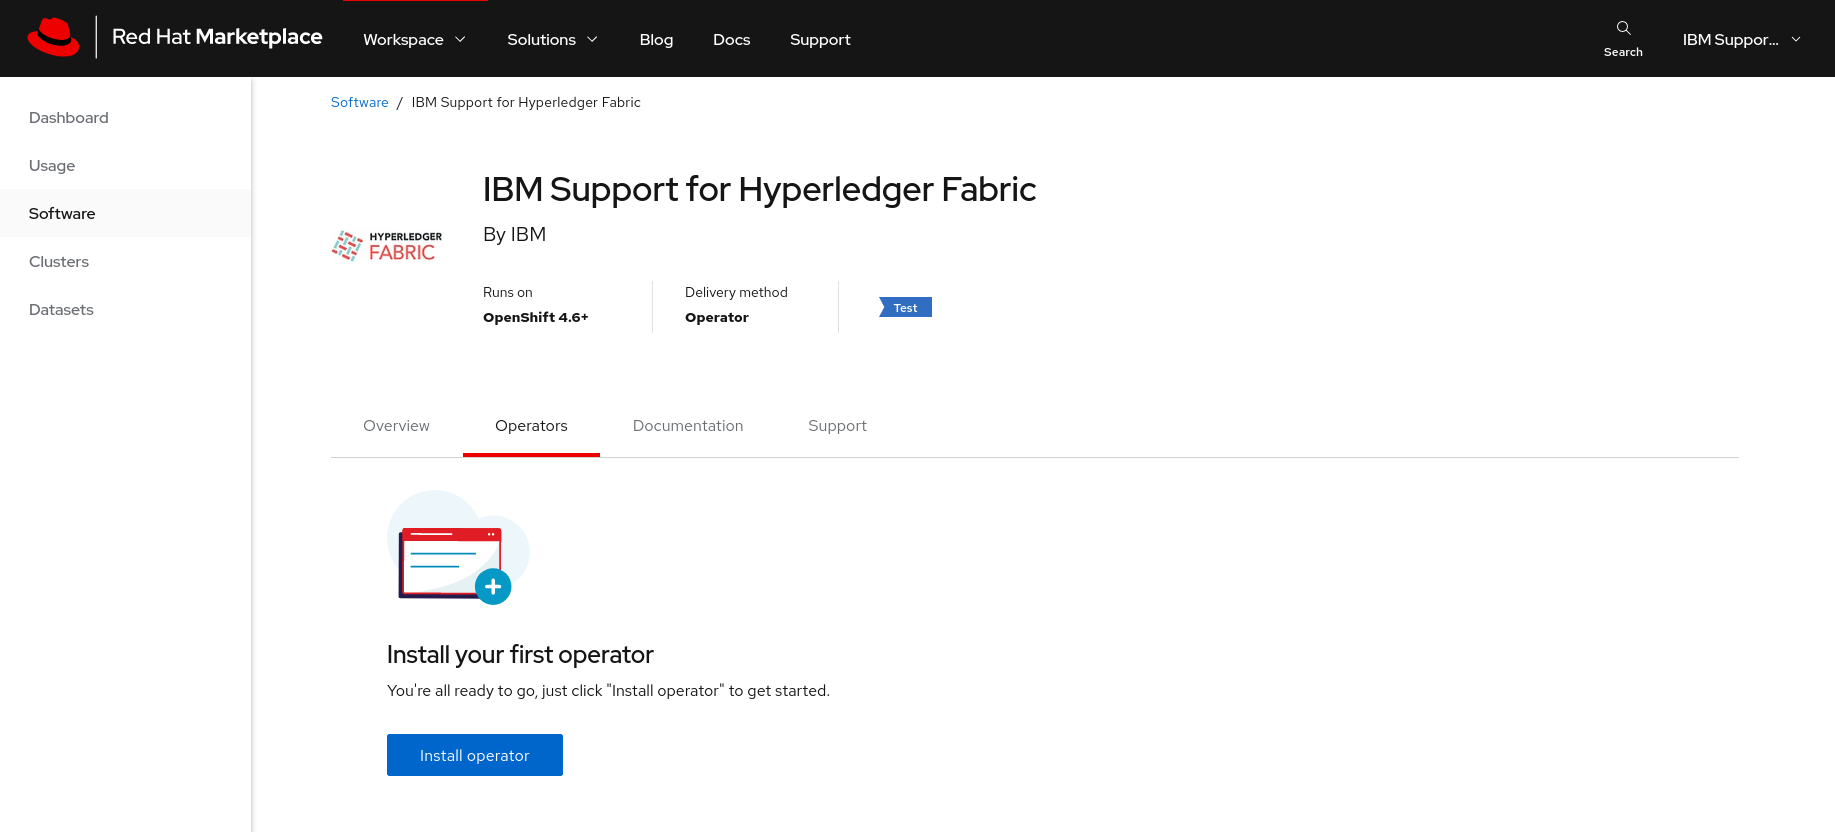 Red Hat Marketplace
Workspace
Solutions
Blog
Docs
Support
Search
IBM Suppor...
Dashboard
Usage
Software
Clusters
Datasets
Software / IBM Support for Hyperledger Fabric
IBM Support for Hyperledger Fabric
By IBM
HYPERLEDGER
FABRIC
Runs on
OpenShift 4.6+
Delivery method
Operator
Test
Overview
Operators
Documentation
Support
Install your first operator
You're all ready to go, just click "Install operator" to get started.
Install operator